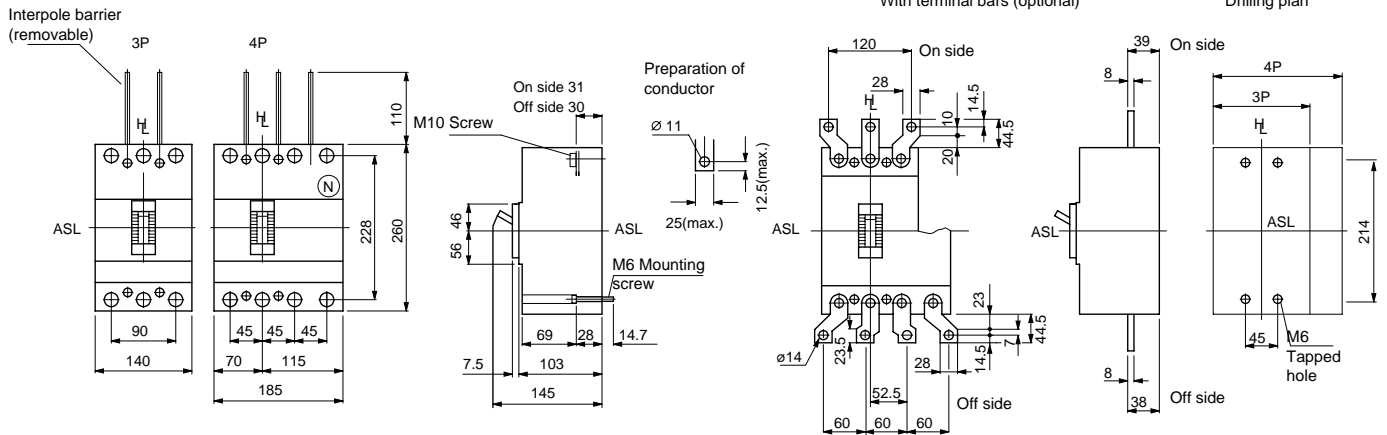 With terminal bars (optional)
Drilling plan
Interpole barrier
(removable)
3P
4P
HL
HL
110
ASL
90
140
N
228
260
45
45
45
70
115
185
On side 31
Off side 30
M10 Screw
46
56
ASL
M6 Mounting
screw
69
28
14.7
7.5
103
145
Preparation of
conductor
Ø 11
12.5(max.)
25(max.)
120
On side
28
HL
14.5
10
44.5
20
ASL
23
44.5
ø14
23.5
28
14.5
7
52.5
Off side
60
60
60
39
On side
8
ASL
8
38
Off side
4P
3P
HL
ASL
214
45
M6
Tapped
hole